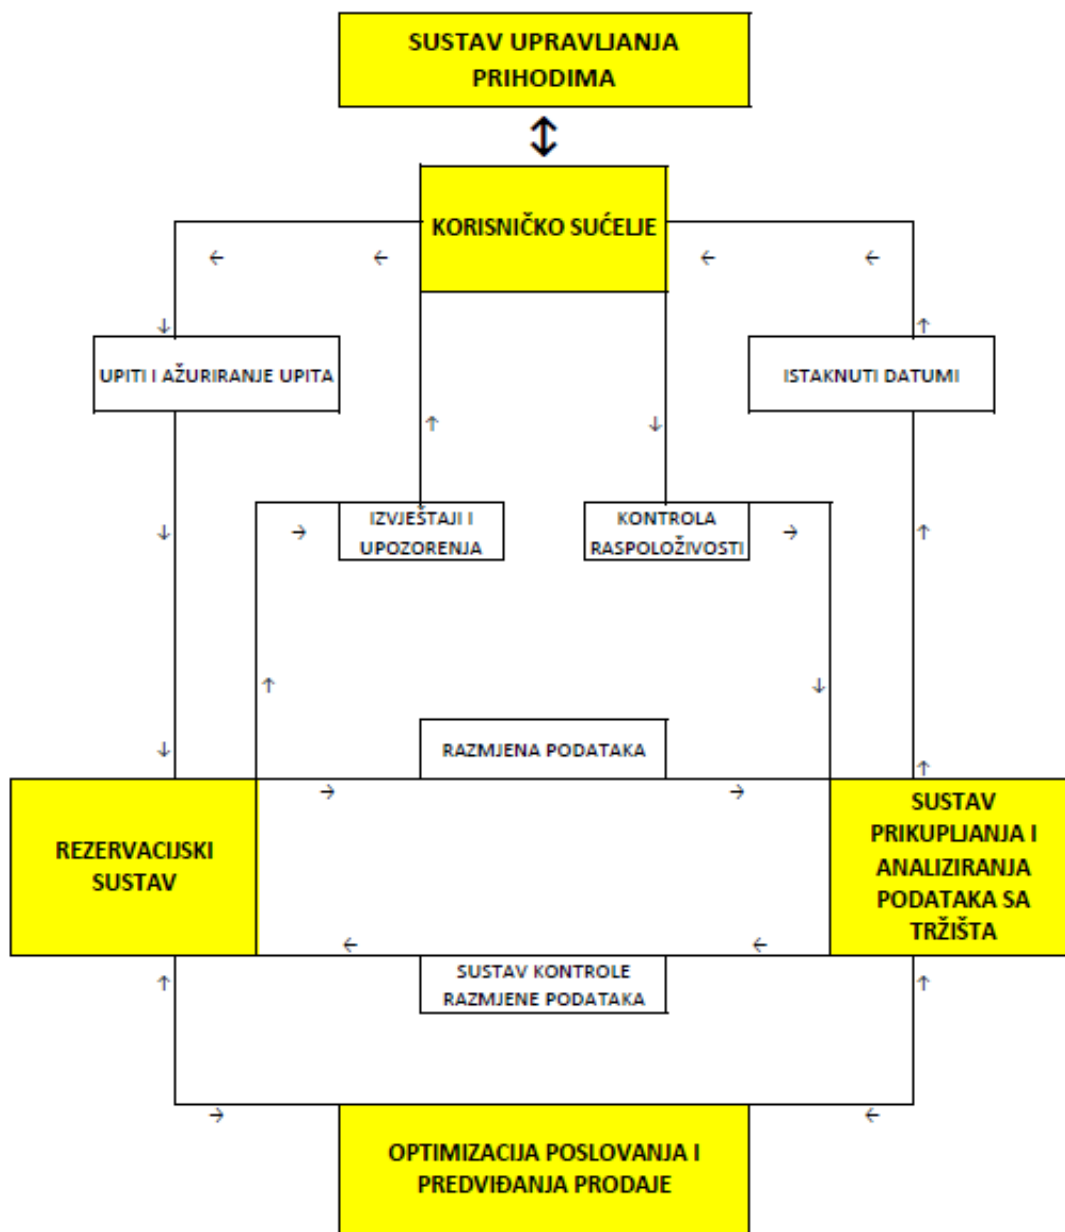 SUSTAV UPRAVLJANJA
PRIHODIMA
KORISNIČKO SUĆELJE
UPITI I AŽURIRANJE UPITA
ISTAKNUTI DATUMI
IZVJEŠTAJI I
UPOZORENJA
KONTROLA
RASPOLOŽIVOSTI
RAZMJENA PODATAKA
REZERVACIJSKI
SUSTAV
SUSTAV
PRIKUPLJANJA I
ANALIZIRANJA
PODATAKA SA
TRŽIŠTA
SUSTAV KONTROLE
RAZMJENE PODATAKA
OPTIMIZACIJA POSLOVANJA I
PREDVIĐANJA PRODAJE